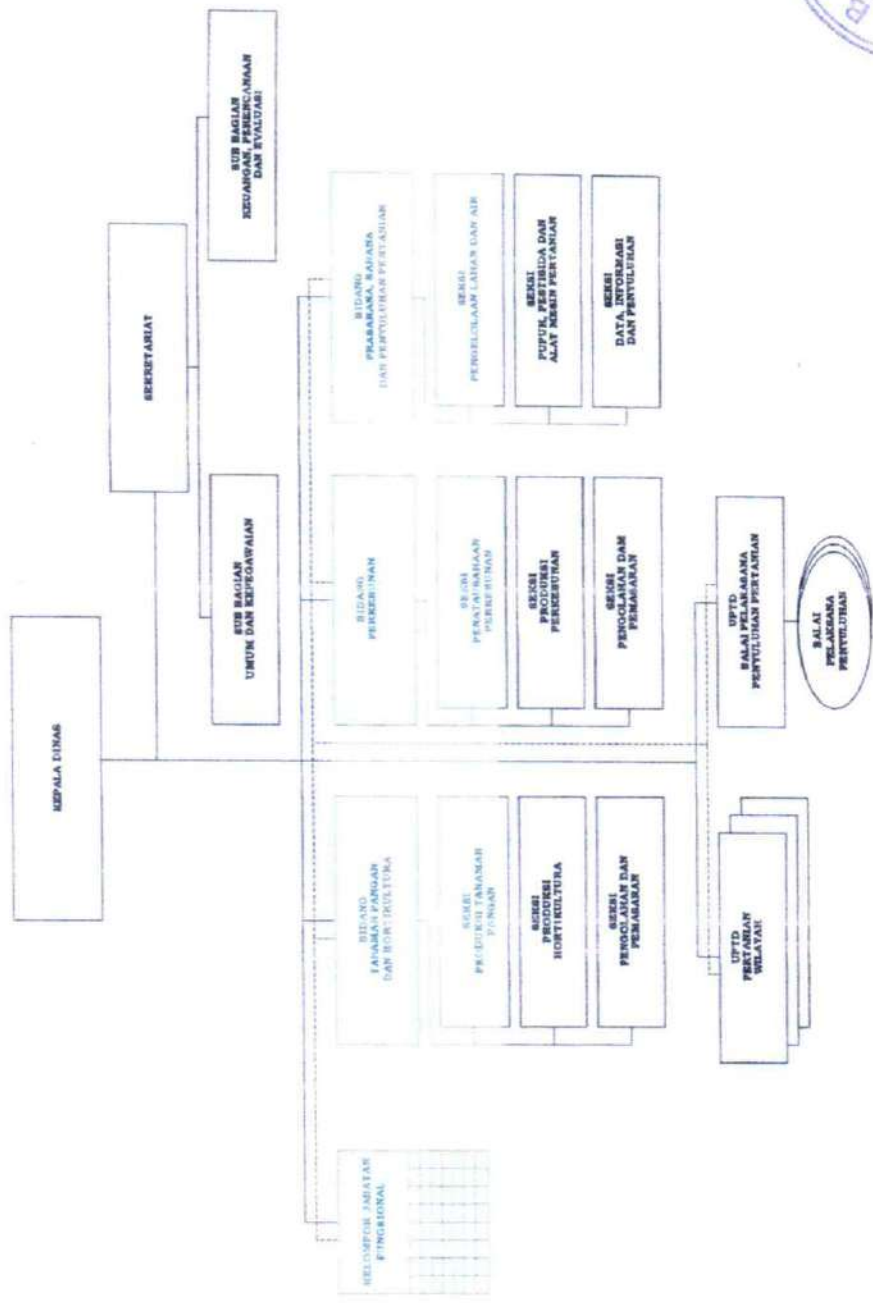 KEPALA DINAS
SEKRETARIAT
SUB BAGIAN
UMUM DAN KEPEGAWAIAN
SUB BAGIAN
KEUANGAN, PERENCANAAN
DAN EVALUASI
KELOMPOK JABATAN
FUNGSIONAL
BIDANG
TANAMAN PANGAN
DAN HORTIKULTURA
SEKSI
PRODUKSI TANAMAN
PANGAN
SEKSI
PRODUKSI
HORTIKULTURA
SEKSI
PENGOLAHAN DAN
PEMASARAN
BIDANG
PERKEBUNAN
SEKSI
PENATAUSAHAAN
PERKEBUNAN
SEKSI
PRODUKSI
PERKEBUNAN
SEKSI
PENGOLAHAN DAM
PEMASARAN
BIDANG
PRASARANA, SARANA
DAN PENYULUHAN PERTANIAN
SEKSI
PENGELOLAAN LAHAN DAN AIR
SEKSI
PUPUK, PESTISIDA DAN
ALAT MESIN PERTANIAN
SEKSI
DATA, INFORMASI
DAN PENYULUHAN
UPTD
PERTANIAN
WILAYAH
UPTD
BALAI PELAKSANA
PENYULUHAN PERTANIAN
BALAI
PELAKSANA
PENYULUHAN